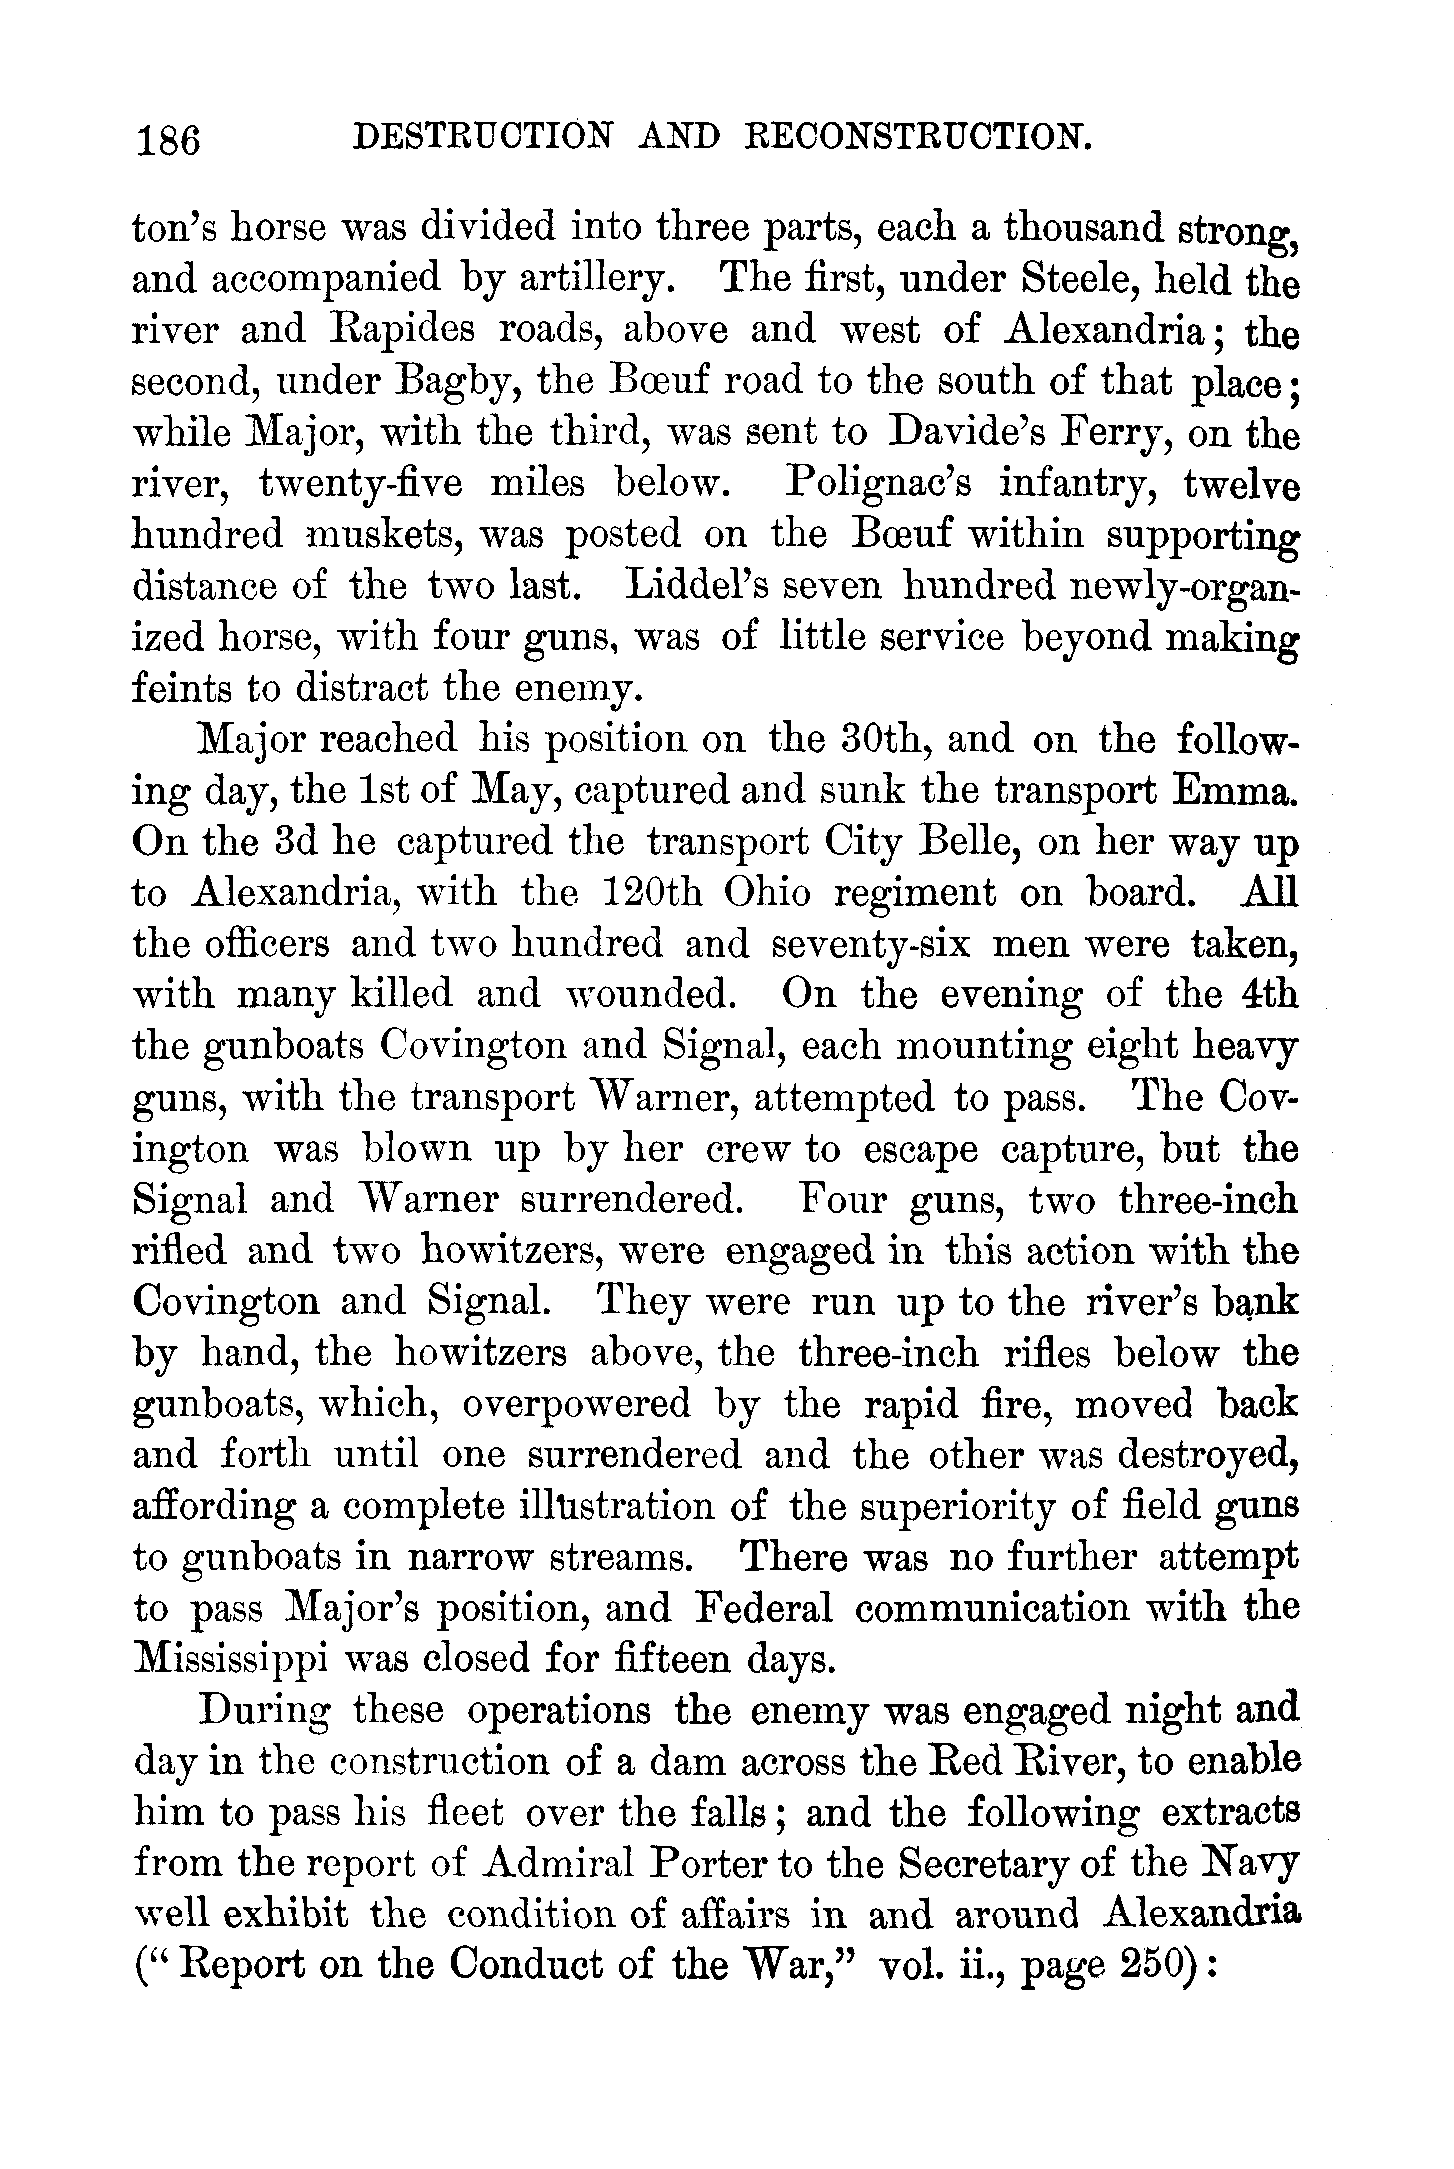 186 DESTRUCTION AND RECONSTRUCTION.
ton's horse was divided into three parts, each a thousand strong,
and accompanied by artillery. The first, under Steele, held the
river and Rapides roads, above and west of Alexandria; the
second, under Bagby, the Bœuf road to the south of that place;
while Major, with the third, was sent to Davide's Ferry, on the
river, twenty-five miles below. Polignac's infantry, twelve
hundred muskets, was posted on the Bœuf within supporting
distance of the two last. Liddel's seven hundred newly-organ-
ized horse, with four guns, was of little service beyond making
feints to distract the enemy.
Major reached his position on the 30th, and on the follow-
ing day, the 1st of May, captured and sunk the transport Emma.
On the 3d he captured the transport City Belle, on her way up
to Alexandria, with the 120th Ohio regiment on board. All
the officers and two hundred and seventy-six men were taken,
with many killed and wounded. On the evening of the 4th
the gunboats Covington and Signal, each mounting eight heavy
guns, with the transport Warner, attempted to pass. The Cov-
ington was blown up by her crew to escape capture, but the
Signal and Warner surrendered. Four guns, two three-inch
rifled and two howitzers, were engaged in this action with the
Covington and Signal. They were run up to the river's bank
by hand, the howitzers above, the three-inch rifles below the
gunboats, which, overpowered by the rapid fire, moved back
and forth until one surrendered and the other was destroyed,
affording a complete illustration of the superiority of field guns
to gunboats in narrow streams. There was no further attempt
to pass Major's position, and Federal communication with the
Mississippi was closed for fifteen days.
During these operations the enemy was engaged night and
day in the construction of a dam across the Red River, to enable
him to pass his fleet over the falls; and the following extracts
from the report of Admiral Porter to the Secretary of the Navy
well exhibit the condition of affairs in and around Alexandria
("Report on the Conduct of the War," vol. ii., page 250):